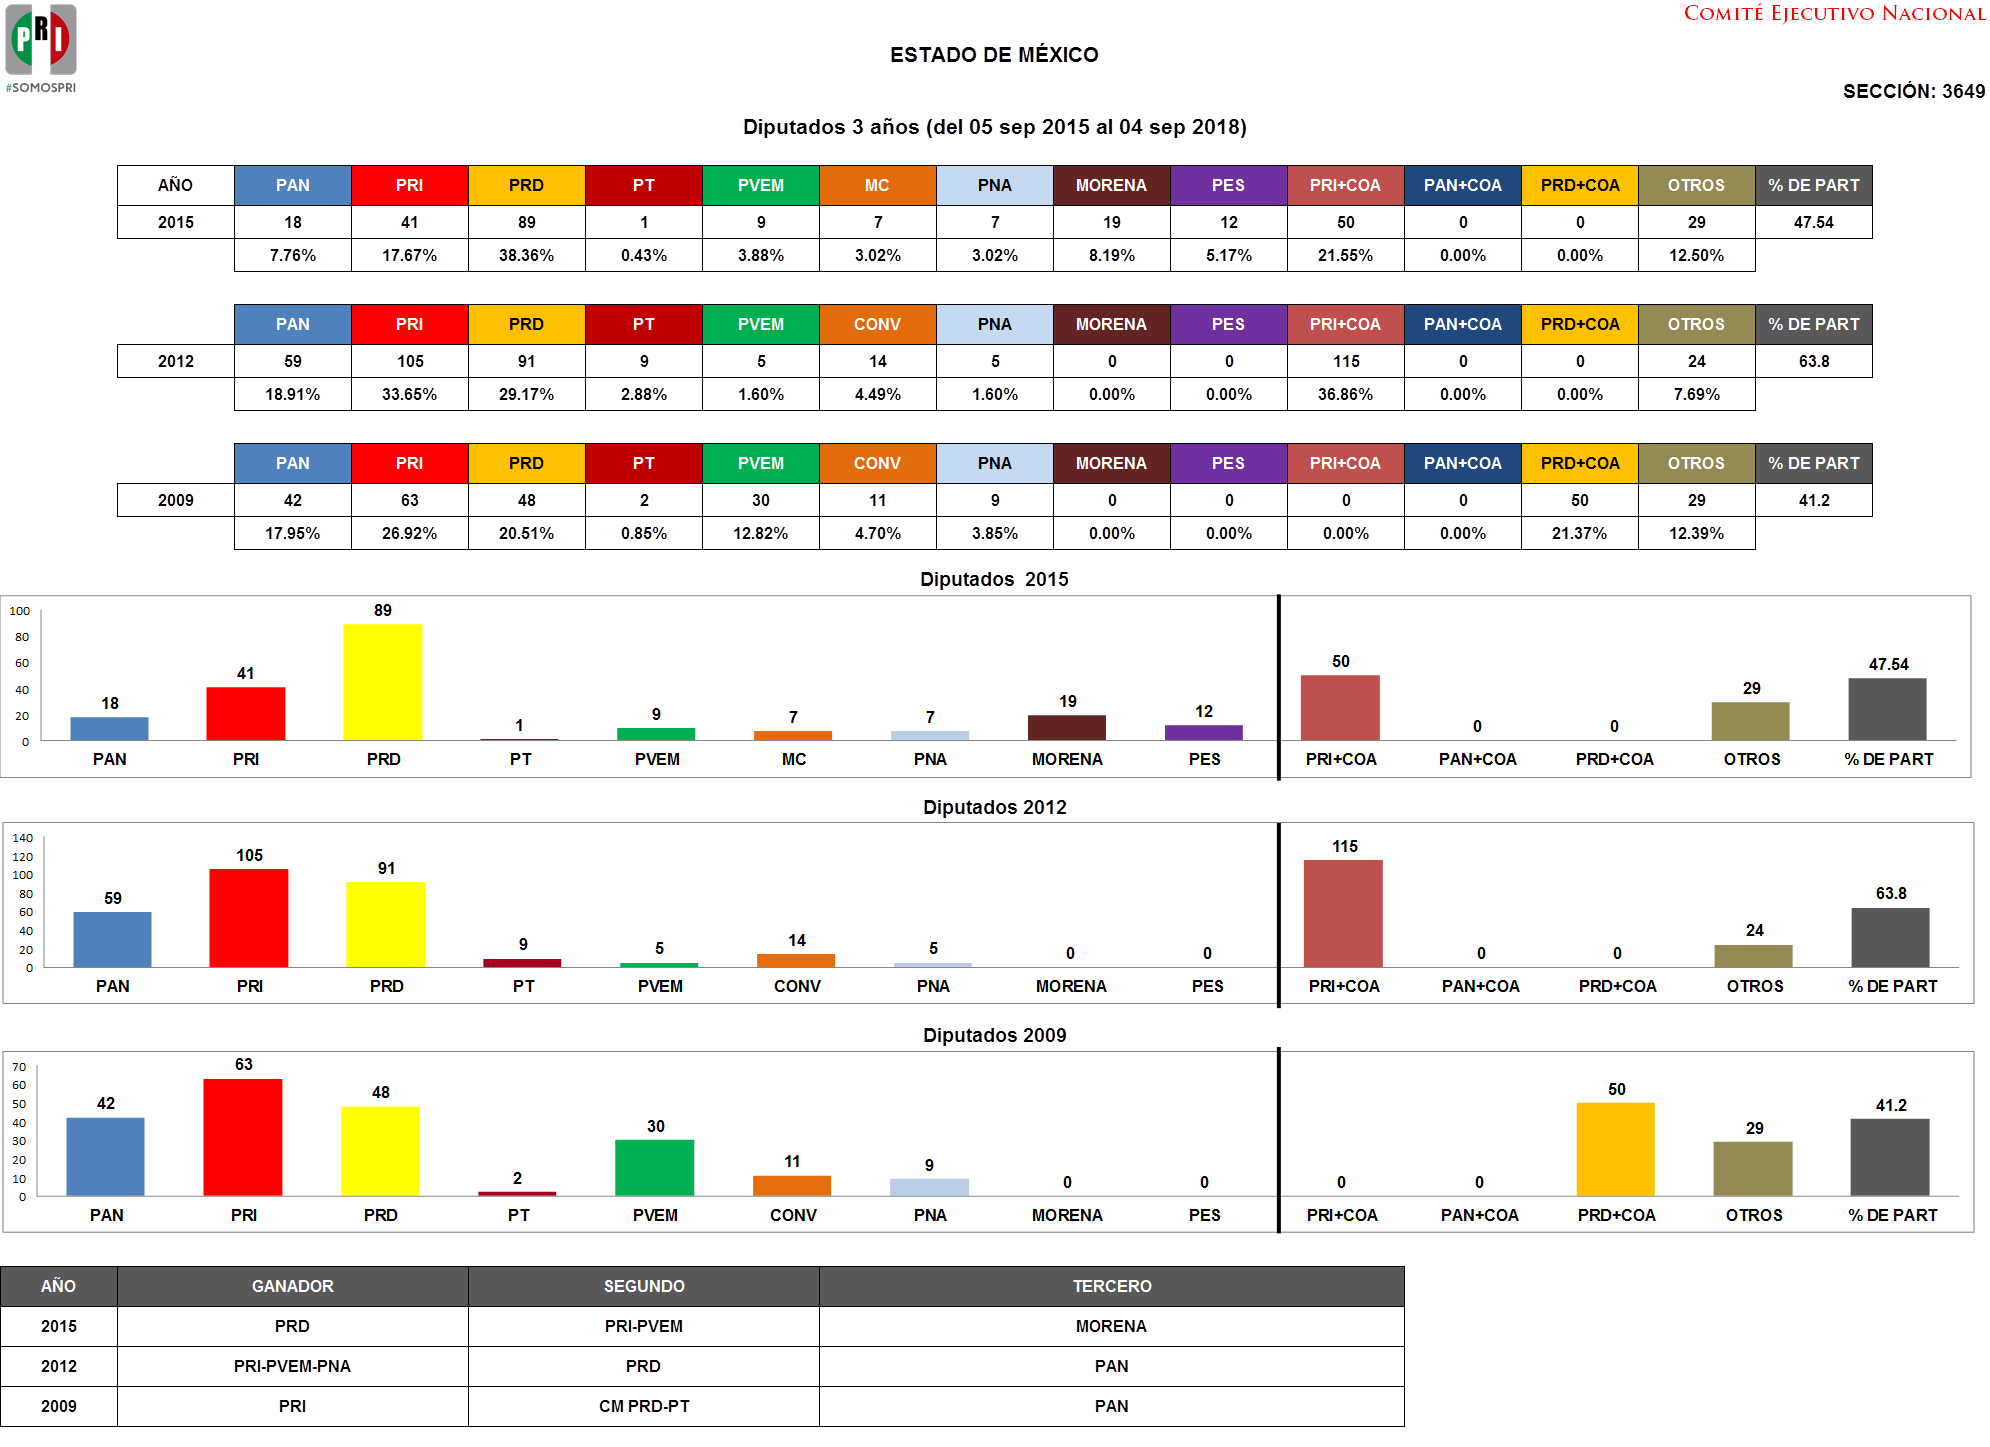 PRI
#SOMOSPRI
COMITÉ EJECUTIVO NACIONAL
ESTADO DE MÉXICO
SECCIÓN: 3649
Diputados 3 años (del 05 sep 2015 al 04 sep 2018)
AÑO PAN PRI PRD PT PVEM MC PNA MORENA PES PRI+COA PAN+COA PRD+COA OTROS % DE PART
2015 18 41 89 1 9 7 7 19 12 50 0 0 29 47.54
7.76% 17.67% 38.36% 0.43% 3.88% 3.02% 3.02% 8.19% 5.17% 21.55% 0.00% 0.00% 12.50%
PAN PRI PRD PT PVEM CONV PNA MORENA PES PRI+COA PAN+COA PRD+COA OTROS % DE PART
2012 59 105 91 9 5 14 5 0 0 115 0 0 24 63.8
18.91% 33.65% 29.17% 2.88% 1.60% 4.49% 1.60% 0.00% 0.00% 36.86% 0.00% 0.00% 7.69%
PAN PRI PRD PT PVEM CONV PNA MORENA PES PRI+COA PAN+COA PRD+COA OTROS % DE PART
2009 42 63 48 2 30 11 9 0 0 0 0 50 29 41.2
17.95% 26.92% 20.51% 0.85% 12.82% 4.70% 3.85% 0.00% 0.00% 0.00% 0.00% 21.37% 12.39%
Diputados 2015
100
80
60
40
20
0
18 41 89 1 9 7 7 19 12 50 0 0 29 47.54
PAN PRI PRD PT PVEM MC PNA MORENA PES PRI+COA PAN+COA PRD+COA OTROS % DE PART
Diputados 2012
140
120
100
80
60
40
20
0
59 105 91 9 5 14 5 0 0 115 0 0 24 63.8
PAN PRI PRD PT PVEM CONV PNA MORENA PES PRI+COA PAN+COA PRD+COA OTROS % DE PART
Diputados 2009
70
60
50
40
30
20
10
0
42 63 48 2 30 11 9 0 0 0 0 50 29 41.2
PAN PRI PRD PT PVEM CONV PNA MORENA PES PRI+COA PAN+COA PRD+COA OTROS % DE PART
AÑO GANADOR SEGUNDO TERCERO
2015 PRD PRI-PVEM MORENA
2012 PRI-PVEM-PNA PRD PAN
2009 PRI CM PRD-PT PAN